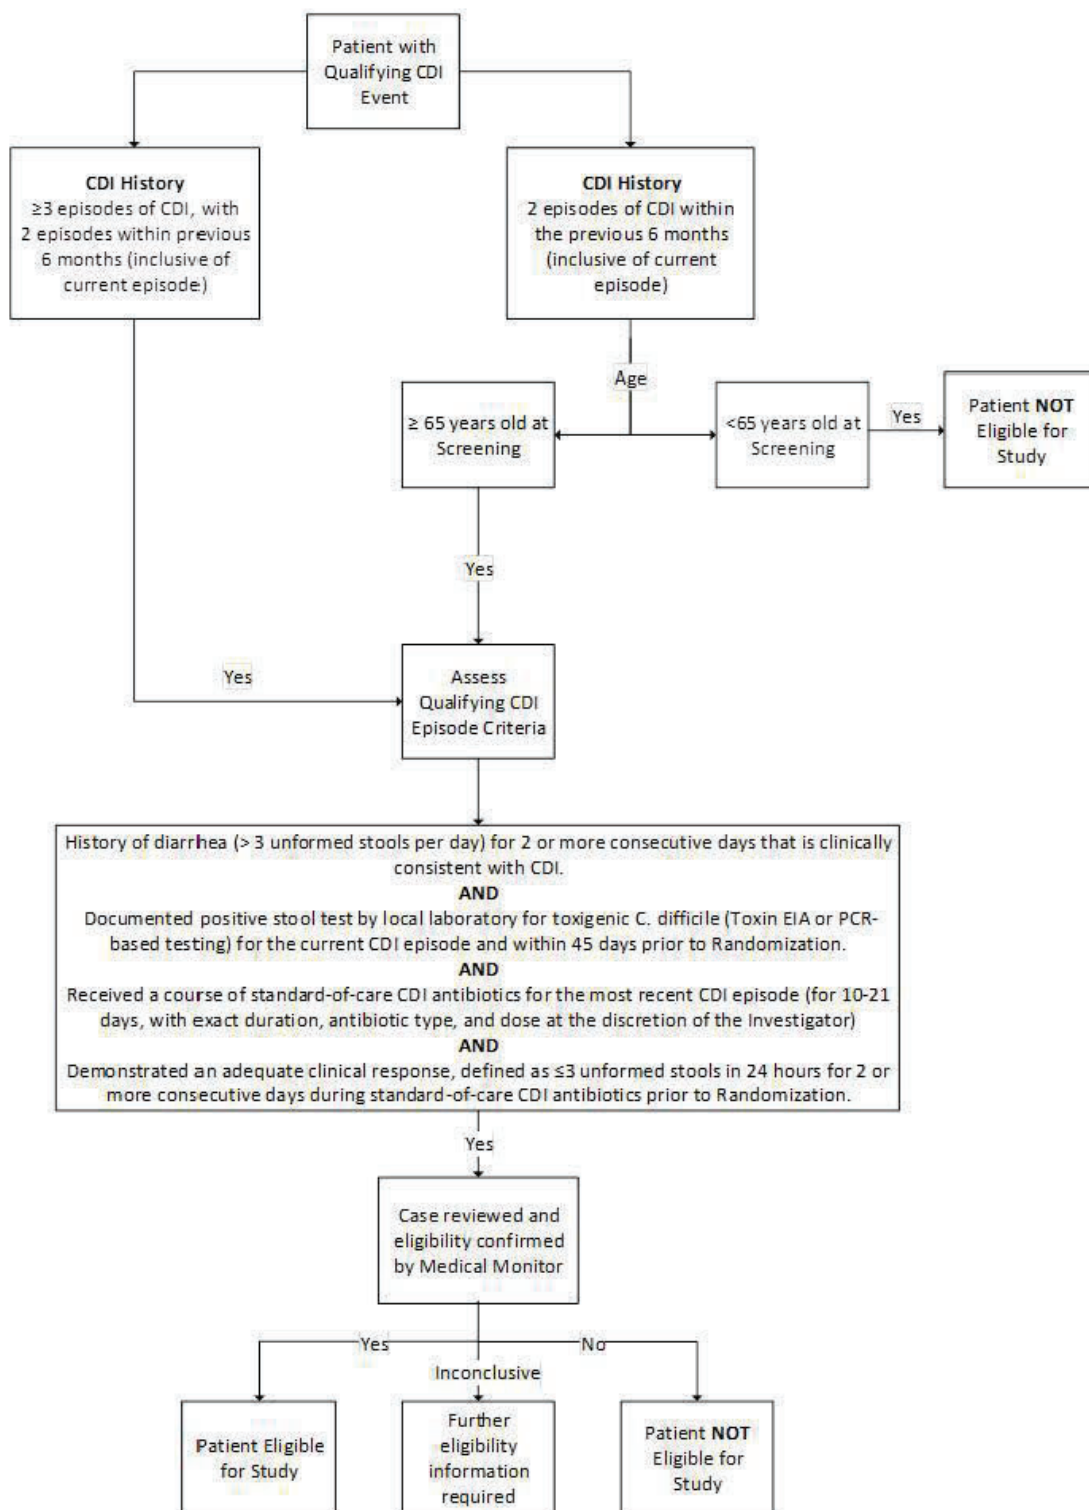 Patient with
Qualifying CDI
Event
CDI History
≥3 episodes of CDI, with
2 episodes within previous
6 months (inclusive of
current episode)
CDI History
2 episodes of CDI within
the previous 6 months
(inclusive of current
episode)
Age
≥ 65 years old at
Screening
<65 years old at
Screening
Yes
Patient NOT
Eligible for
Study
Yes
Yes
Assess
Qualifying CDI
Episode Criteria
History of diarrhea (> 3 unformed stools per day) for 2 or more consecutive days that is clinically
consistent with CDI.
AND
Documented positive stool test by local laboratory for toxigenic C. difficile (Toxin EIA or PCR-
based testing) for the current CDI episode and within 45 days prior to Randomization.
AND
Received a course of standard-of-care CDI antibiotics for the most recent CDI episode (for 10-21
days, with exact duration, antibiotic type, and dose at the discretion of the Investigator)
AND
Demonstrated an adequate clinical response, defined as ≤3 unformed stools in 24 hours for 2 or
more consecutive days during standard-of-care CDI antibiotics prior to Randomization.
Yes
Case reviewed and
eligibility confirmed
by Medical Monitor
Yes
No
Inconclusive
Patient Eligible
for Study
Further
eligibility
information
required
Patient NOT
Eligible for
Study